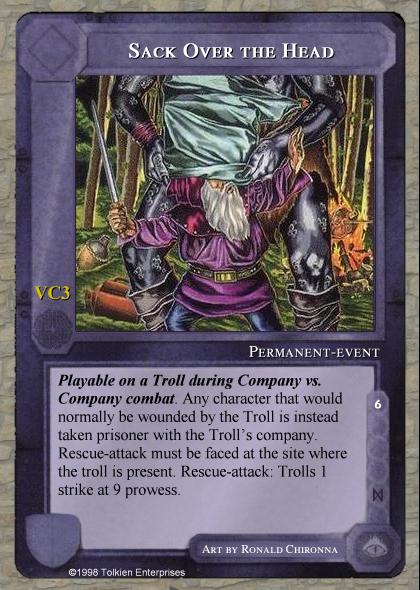 Sack Over the Head
VC3
Permanent-event
Playable on a Troll during Company vs.
Company combat. Any character that would
normally be wounded by the Troll is instead
taken prisoner with the Troll's company.
Rescue-attack must be faced at the site where
the troll is present. Rescue-attack: Trolls 1
strike at 9 prowess.
6
Art by Ronald Chironna
©1998 Tolkien Enterprises